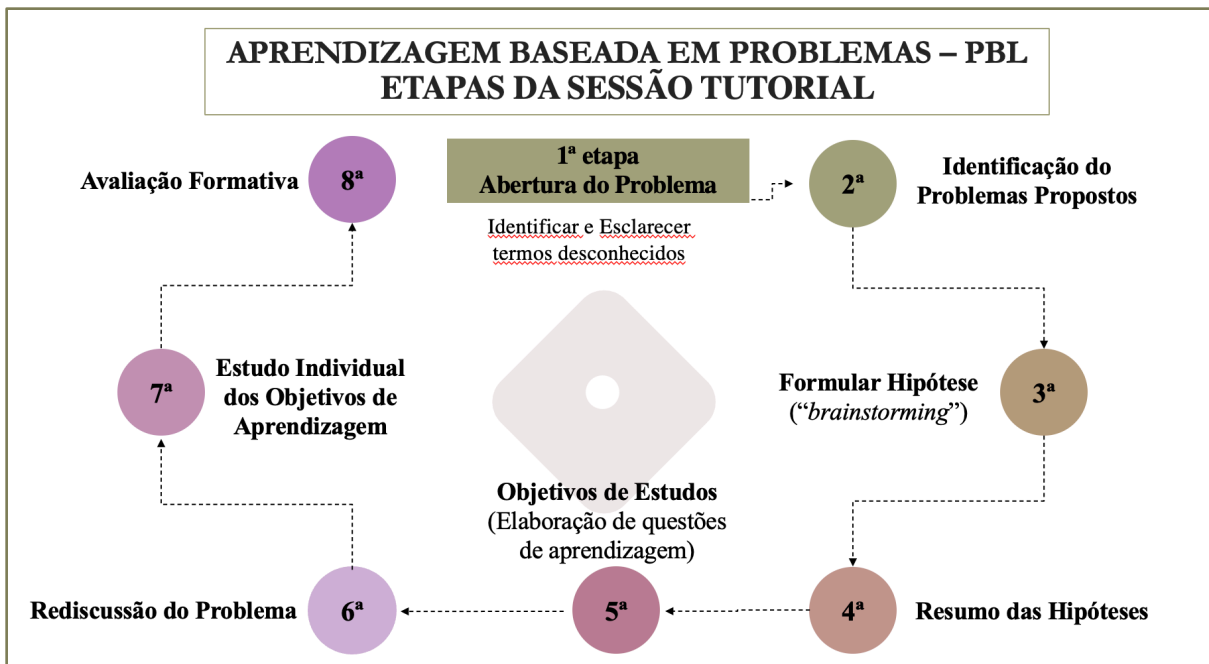 APRENDIZAGEM BASEADA EM PROBLEMAS – PBL
ETAPAS DA SESSÃO TUTORIAL
1ª etapa
Abertura do Problema
Identificar e Esclarecer
termos desconhecidos
2ª
Identificação do
Problemas Propostos
Formular Hipótese
(“brainstorming”)
3ª
4ª
Resumo das Hipóteses
Objetivos de Estudos
(Elaboração de questões
de aprendizagem)
5ª
Rediscussão do Problema
6ª
7ª
Estudo Individual
dos Objetivos de
Aprendizagem
Avaliação Formativa
8ª